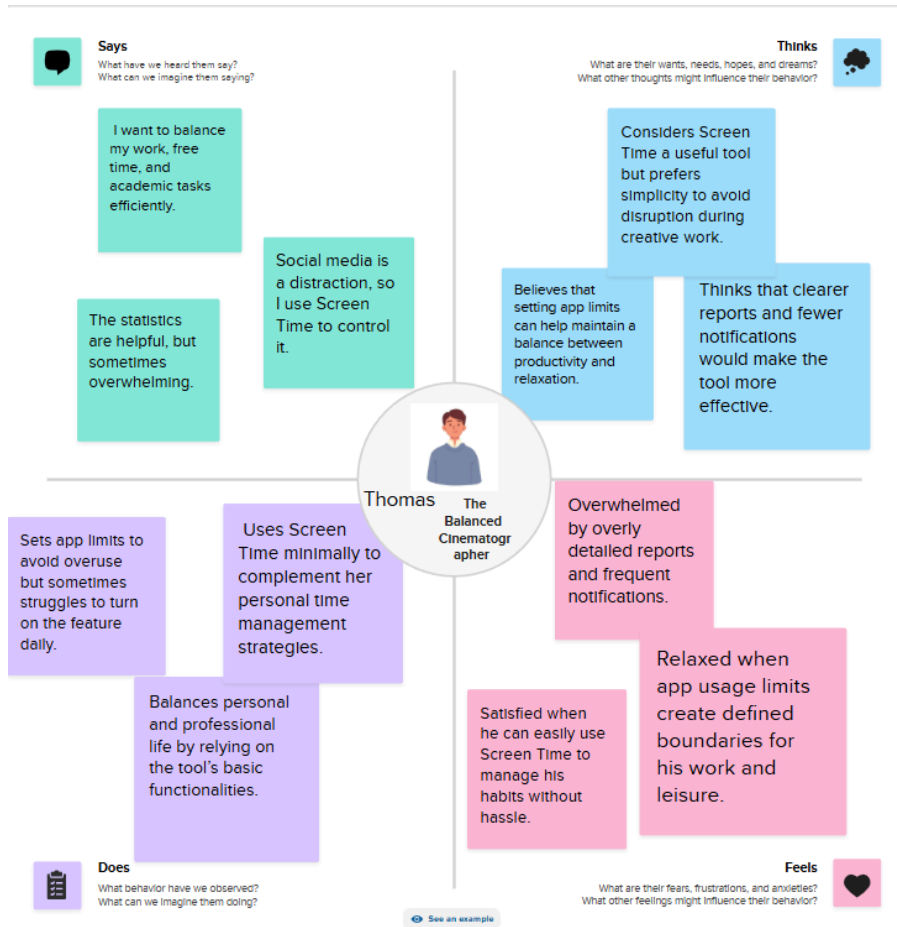 Says
What have we heard them say?
What can we imagine them saying?
I want to balance
my work, free
time, and
academic tasks
efficiently.
Social media is
a distraction, so
I use Screen
Time to control
it.
The statistics
are helpful, but
sometimes
overwhelming.
Thinks
What are their wants, needs, hopes, and dreams?
What other thoughts might influence their behavior?
Considers Screen
Time a useful tool
but prefers
simplicity to avoid
disruption during
creative work.
Believes that
setting app limits
can help maintain a
balance between
productivity and
relaxation.
Thinks that clearer
reports and fewer
notifications
would make the
tool more
effective.
Thomas
The
Balanced
Cinematogr
apher
Sets app limits to
avoid overuse
but sometimes
struggles to turn
on the feature
daily.
Uses Screen
Time minimally to
complement her
personal time
management
strategies.
Balances personal
and professional
life by relying on
the tool's basic
functionalities.
Does
What behavior have we observed?
What can we imagine them doing?
Overwhelmed
by overly
detailed reports
and frequent
notifications.
Relaxed when
app usage limits
create defined
boundaries for
his work and
leisure.
Satisfied when
he can easily use
Screen Time to
manage his
habits without
hassle.
Feels
What are their fears, frustrations, and anxieties?
What other feelings might influence their behavior?
See an example